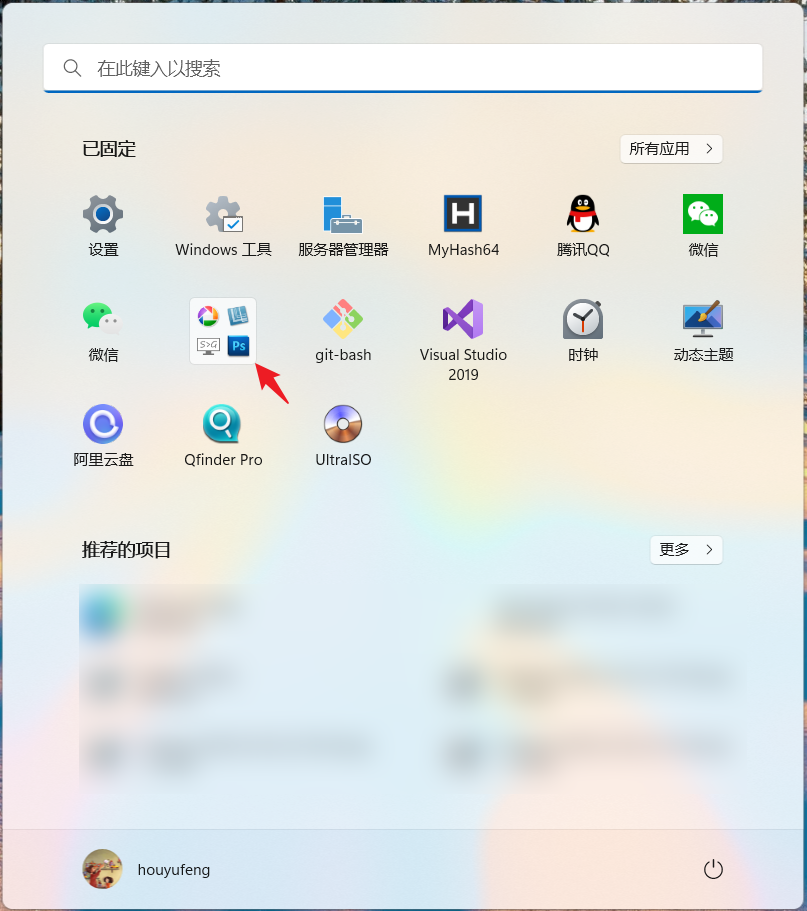 在此键入以搜索
已固定
所有应用
设置
Windows 工具
服务器管理器
MyHash64
腾讯QQ
微信
微信
S>G
Ps
git-bash
Visual Studio
2019
时钟
动态主题
阿里云盘
Qfinder Pro
UltraISO
推荐的项目
更多
houyufeng